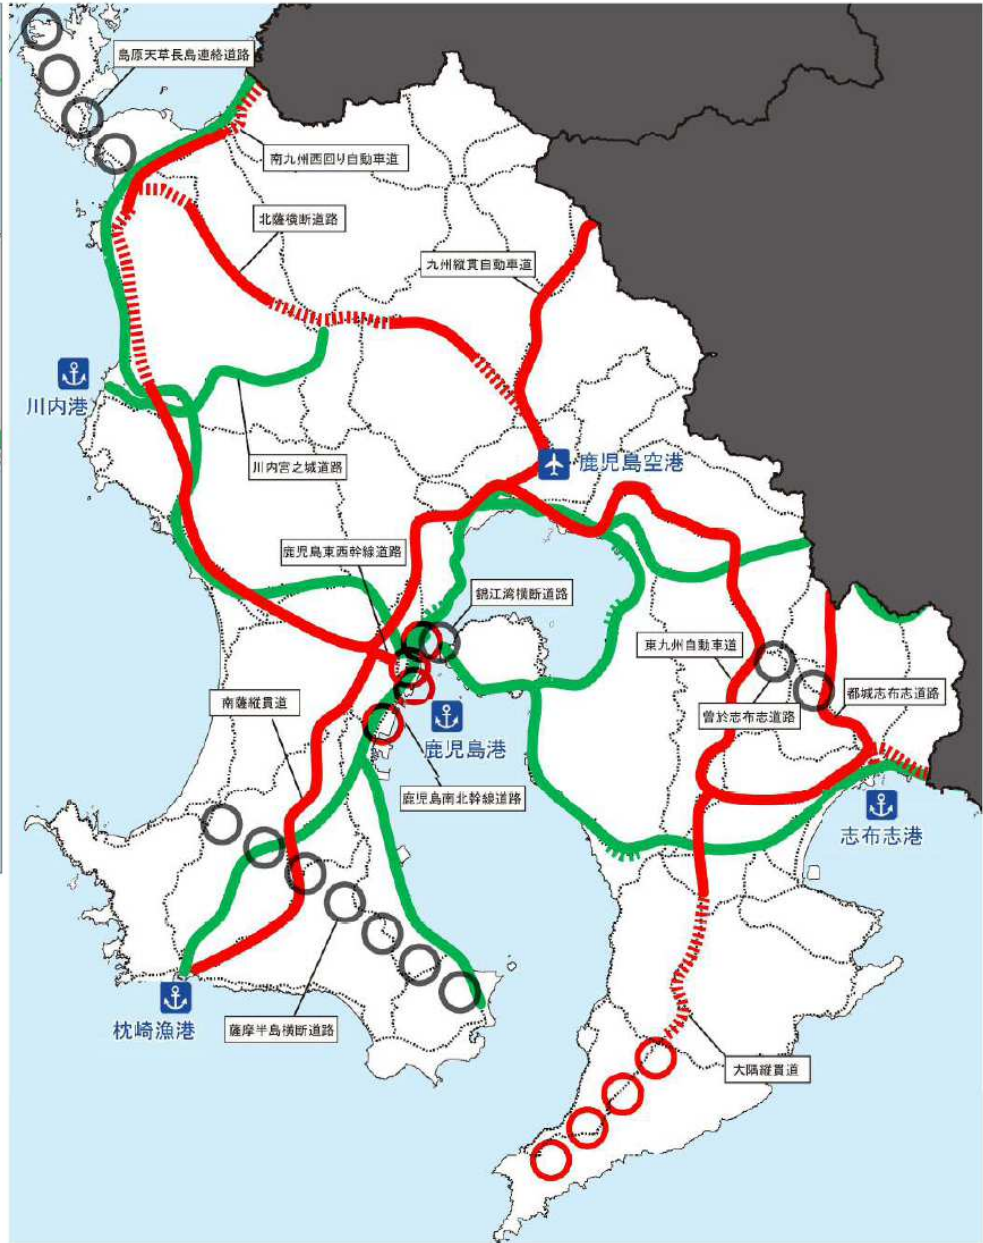 島原天草長島連絡道路
南九州西回り自動車道
北薩横断道路
九州縦貫自動車道
川内港
鹿児島空港
川内宮之城道路
鹿児島東西幹線道路
錦江湾横断道路
東九州自動車道
都城志布志道路
南薩縦貫道
曽於志布志道路
鹿児島港
鹿児島南北幹線道路
志布志港
枕崎漁港
薩摩半島横断道路
大隅縦貫道